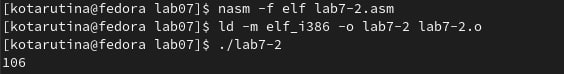 [kotarutina@fedora lab07]$ nasm -f elf lab7-2.asm
[kotarutina@fedora lab07]$ ld -m elf_i386 -o lab7-2 lab7-2.o
[kotarutina@fedora lab07]$ ./lab7-2
106